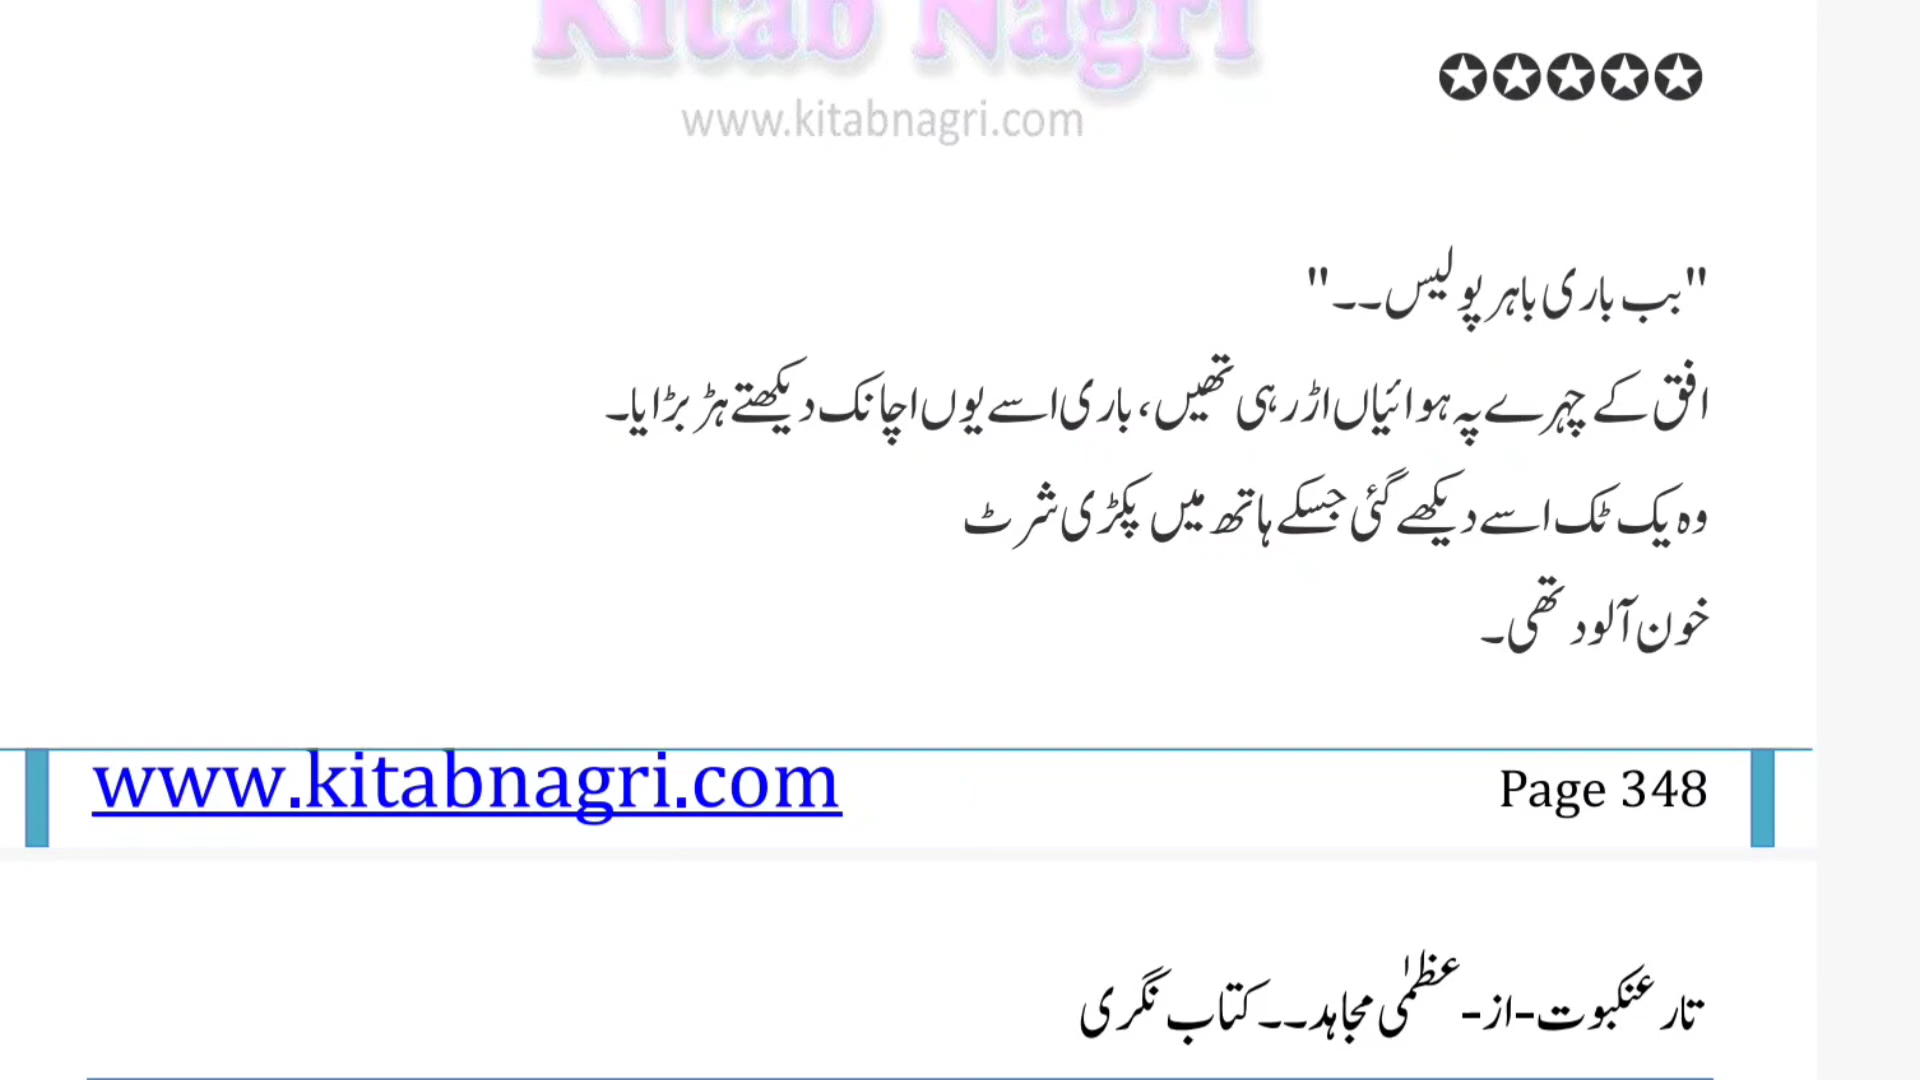 Kitab Nagri
✪✪✪✪✪
www.kitabnagri.com
"بب باری باہر پولیس۔۔"
افق کے چہرے پہ ہوائیاں اڑ رہی تھیں، باری اسے یوں اچانک دیکھتے ہڑبڑایا۔
وہ یک ٹک اسے دیکھے گئی جسکے ہاتھ میں پکڑی شرٹ
خون آلود تھی۔
www.kitabnagri.com Page 348
تار عنکبوت-از-عظمٰی مجاہد۔۔کتاب نگری